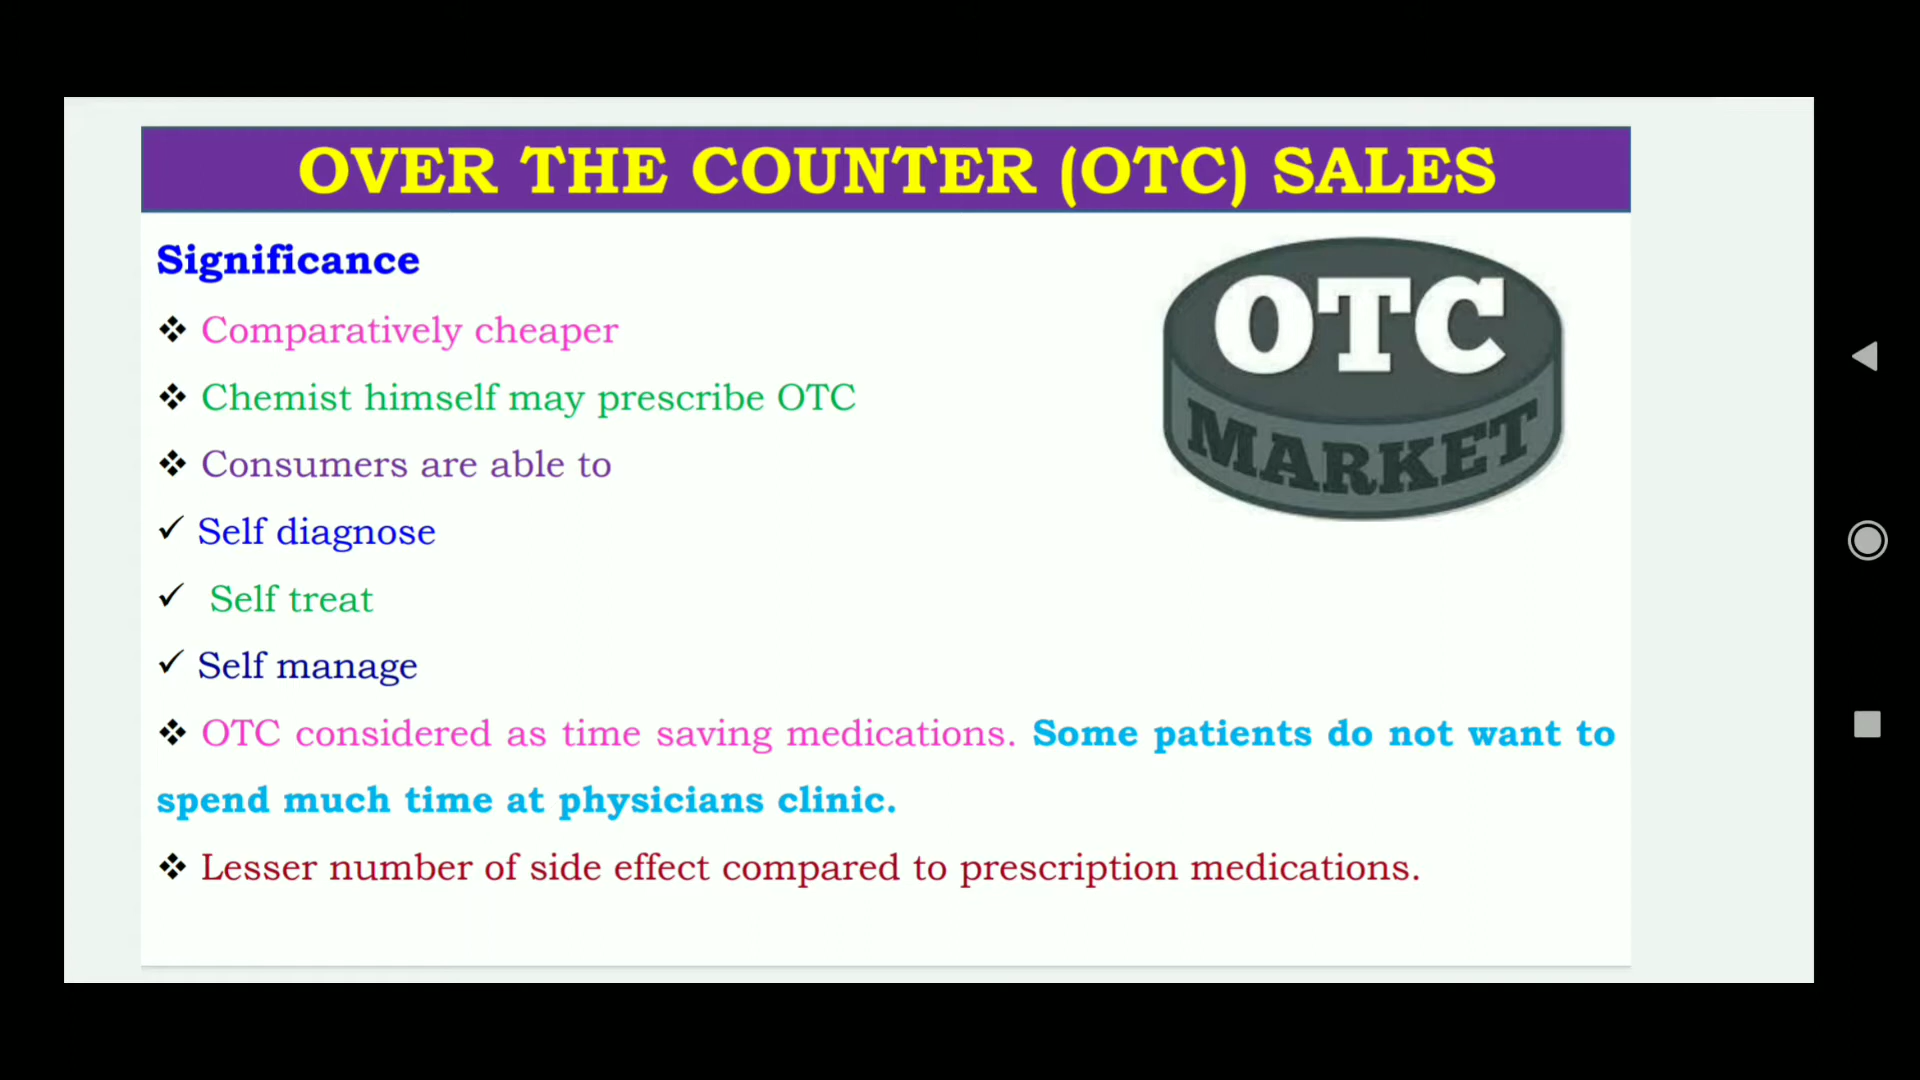 OVER THE COUNTER (OTC) SALES
Significance
❖ Comparatively cheaper
❖ Chemist himself may prescribe OTC
❖ Consumers are able to
✓ Self diagnose
✓ Self treat
✓ Self manage
❖ OTC considered as time saving medications. Some patients do not want to
spend much time at physicians clinic.
❖ Lesser number of side effect compared to prescription medications.
OTC
MARKET